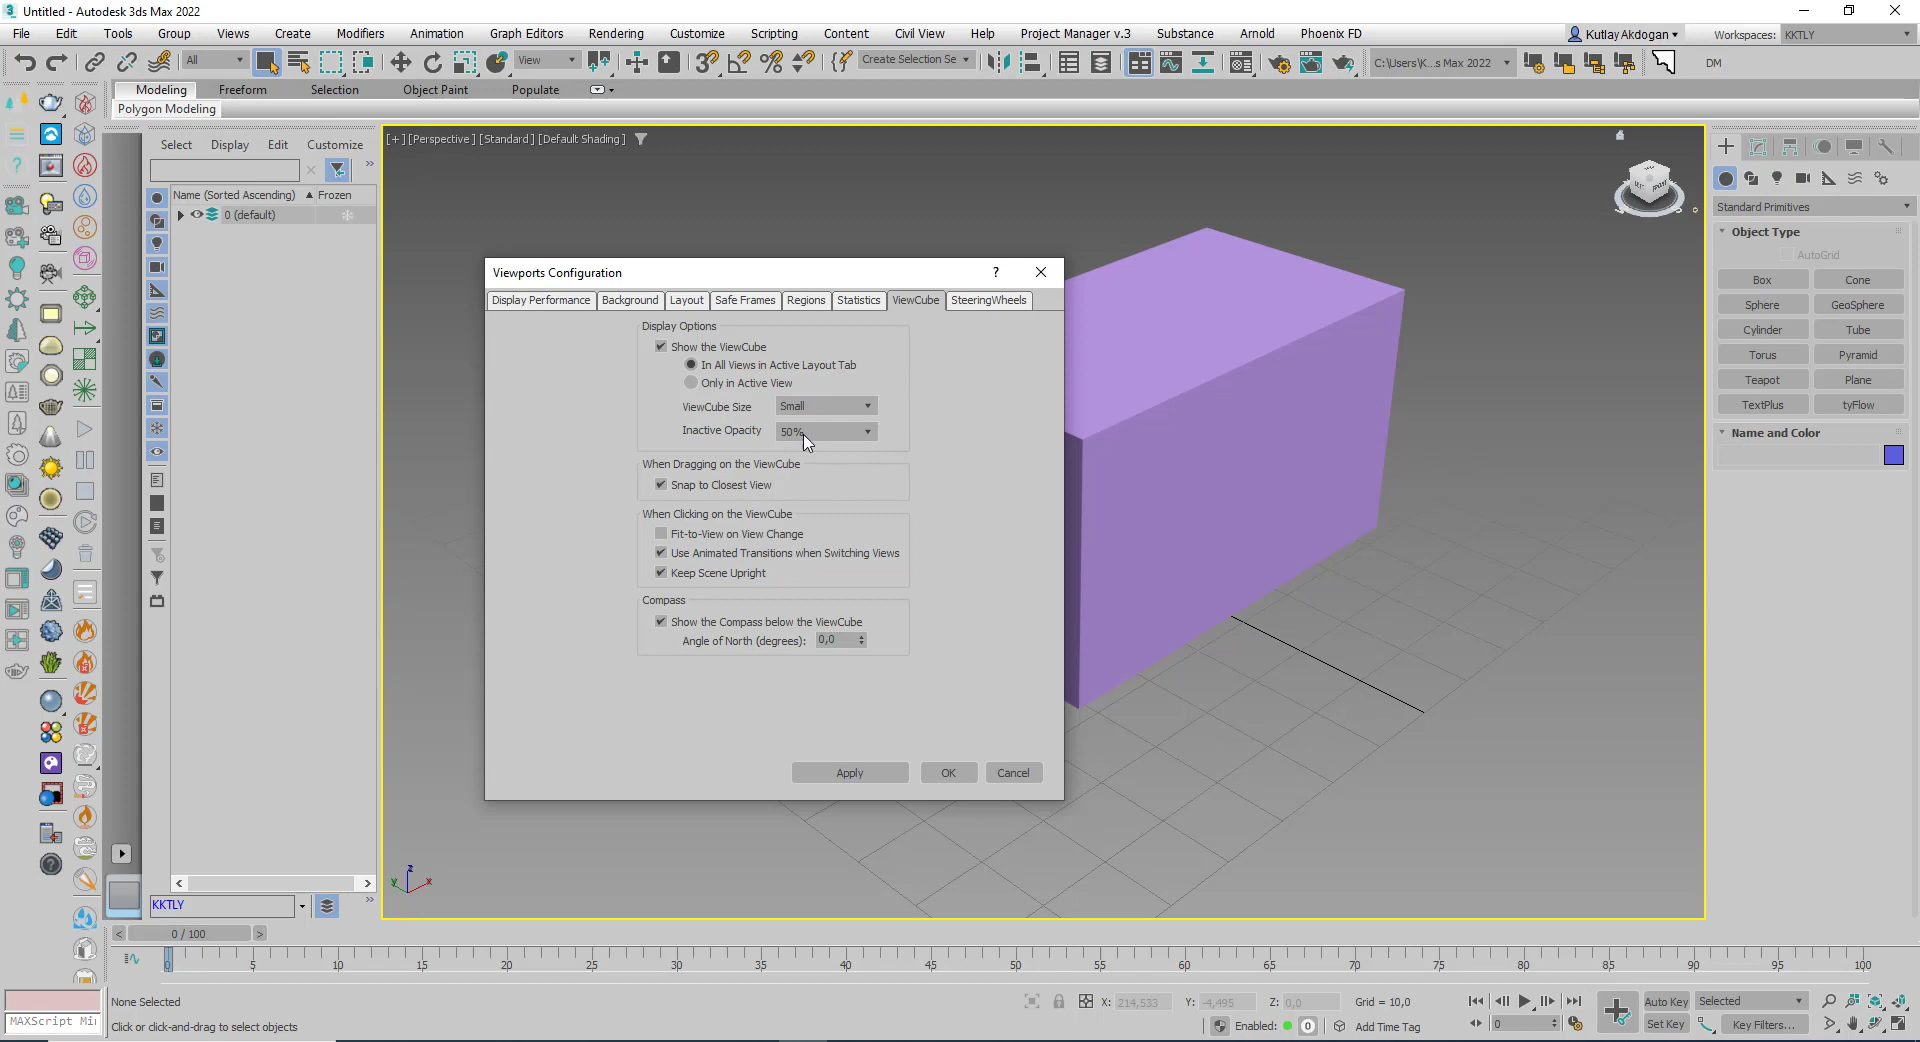 Untitled - Autodesk 3ds Max 2022
File Edit Tools Group Views Create Modifiers Animation Graph Editors Rendering Customize Scripting Content Civil View Help Project Manager v.3 Substance Arnold Phoenix FD Kutlay Akdogan Workspaces: KKTLY
All View Create Selection Se C:\Users\K...s Max 2022 DM
Modeling Freeform Selection Object Paint Populate
Polygon Modeling
Select Display Edit Customize
[+] [Perspective] [Standard] [Default Shading]
Name (Sorted Ascending) Frozen
0 (default)
Standard Primitives
Object Type
AutoGrid
Box Cone
Sphere GeoSphere
Cylinder Tube
Torus Pyramid
Teapot Plane
TextPlus tyFlow
Name and Color
Viewports Configuration ?
Display Performance Background Layout Safe Frames Regions Statistics ViewCube SteeringWheels
Display Options
Show the ViewCube
In All Views in Active Layout Tab
Only in Active View
ViewCube Size Small
Inactive Opacity 50%
When Dragging on the ViewCube
Snap to Closest View
When Clicking on the ViewCube
Fit-to-View on View Change
Use Animated Transitions when Switching Views
Keep Scene Upright
Compass
Show the Compass below the ViewCube
Angle of North (degrees): 0,0
Apply OK Cancel
z
y x
KKTLY
< 0 / 100 >
0 5 10 15 20 25 30 35 40 45 50 55 60 65 70 75 80 85 90 95 100
None Selected X: 214,533 Y: -4,495 Z: 0,0 Grid = 10,0 Auto Key Selected
MAXScript Mi
Click or click-and-drag to select objects Enabled: 0 Add Time Tag 0 Set Key Key Filters...